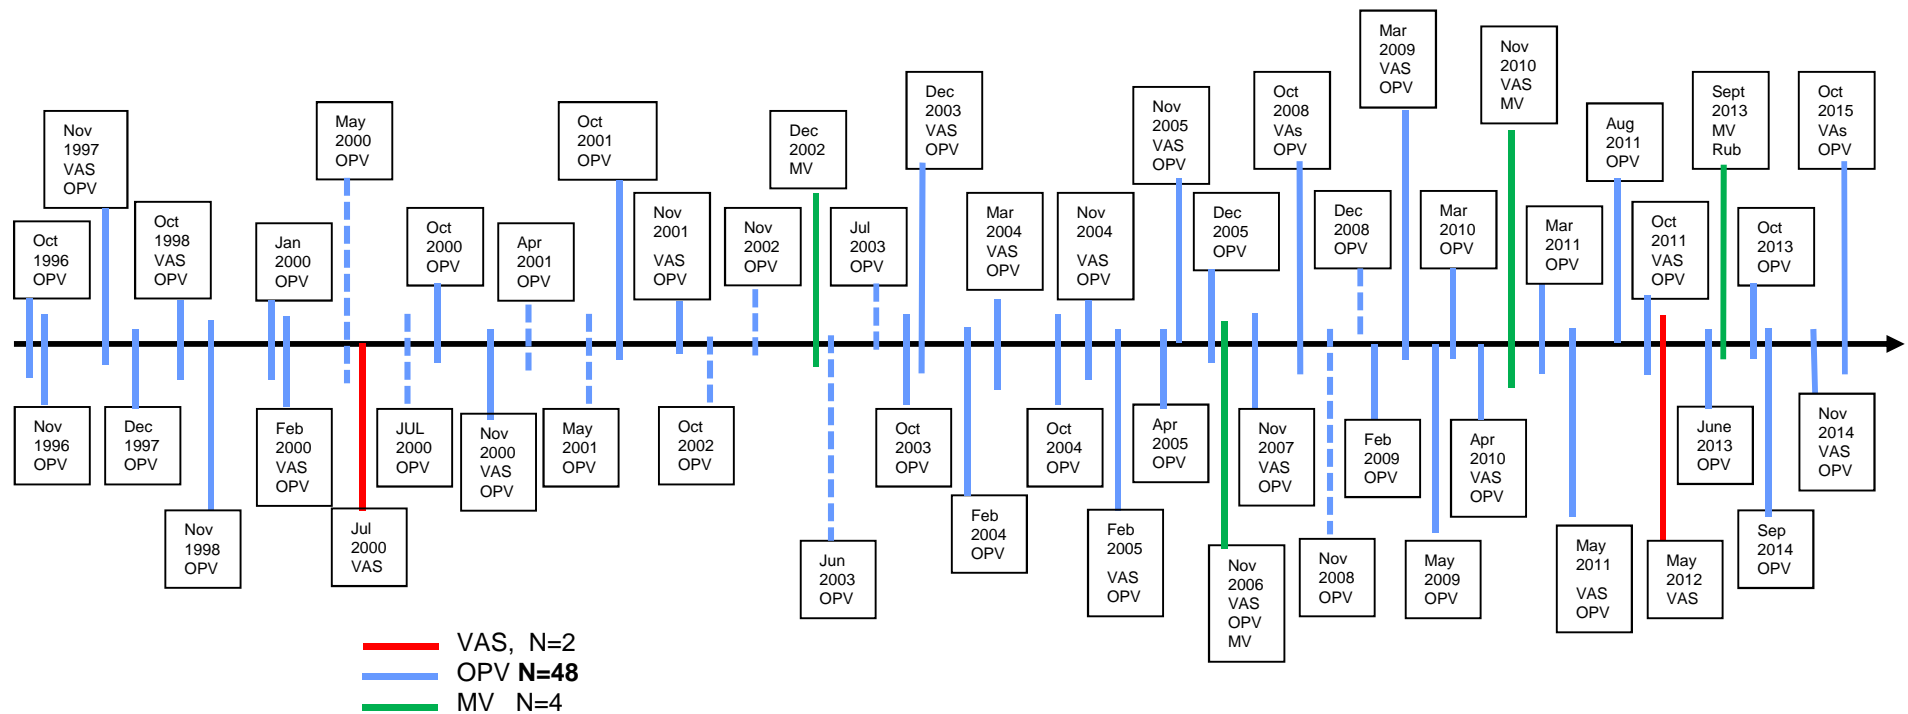 Oct
1996
OPV
Nov
1996
OPV
Nov
1997
VAS
OPV
Dec
1997
OPV
Oct
1998
VAS
OPV
Nov
1998
OPV
Jan
2000
OPV
Feb
2000
VAS
OPV
May
2000
OPV
Jul
2000
VAS
JUL
2000
OPV
Oct
2000
OPV
Nov
2000
VAS
OPV
Apr
2001
OPV
May
2001
OPV
Oct
2001
OPV
Nov
2001
VAS
OPV
Oct
2002
OPV
Nov
2002
OPV
Dec
2002
MV
Jun
2003
OPV
Jul
2003
OPV
Oct
2003
OPV
Dec
2003
VAS
OPV
Feb
2004
OPV
Mar
2004
VAS
OPV
Oct
2004
OPV
Nov
2004
VAS
OPV
Feb
2005
VAS
OPV
Apr
2005
OPV
Nov
2005
VAS
OPV
Dec
2005
OPV
Nov
2006
VAS
OPV
MV
Nov
2007
VAS
OPV
Oct
2008
VAs
OPV
Nov
2008
OPV
Dec
2008
OPV
Feb
2009
OPV
Mar
2009
VAS
OPV
May
2009
OPV
Mar
2010
OPV
Apr
2010
VAS
OPV
Nov
2010
VAS
MV
Mar
2011
OPV
May
2011
VAS
OPV
Aug
2011
OPV
Oct
2011
VAS
OPV
May
2012
VAS
June
2013
OPV
Sept
2013
MV
Rub
Oct
2013
OPV
Sep
2014
OPV
Nov
2014
VAS
OPV
Oct
2015
VAs
OPV
VAS, N=2
OPV N=48
MV N=4